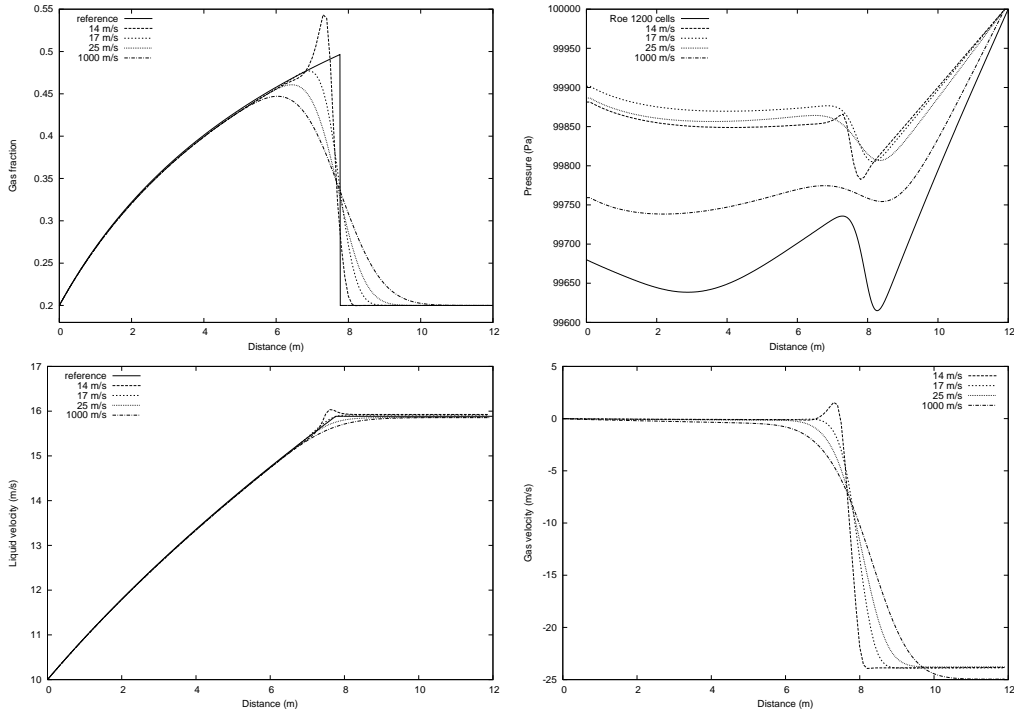 0.55
0.5
0.45
0.4
0.35
0.3
0.25
0.2
0 2 4 6 8 10 12
Gas fraction
Distance (m)
reference
14 m/s
17 m/s
25 m/s
1000 m/s
100000
99950
99900
99850
99800
99750
99700
99650
99600
0 2 4 6 8 10 12
Pressure (Pa)
Distance (m)
Roe 1200 cells
14 m/s
17 m/s
25 m/s
1000 m/s
17
16
15
14
13
12
11
10
0 2 4 6 8 10 12
Liquid velocity (m/s)
Distance (m)
reference
14 m/s
17 m/s
25 m/s
1000 m/s
5
0
-5
-10
-15
-20
-25
0 2 4 6 8 10 12
Gas velocity (m/s)
Distance (m)
14 m/s
17 m/s
25 m/s
1000 m/s